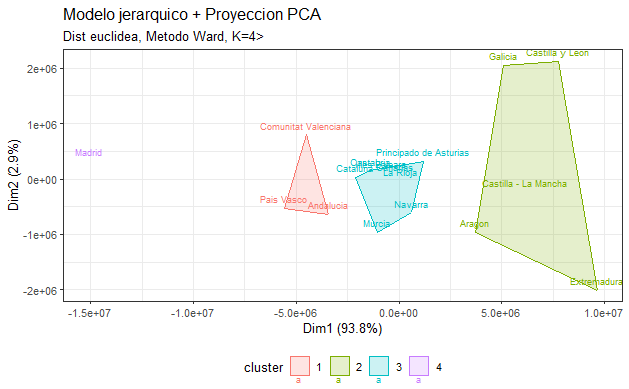 Modelo jerarquico + Proyeccion PCA
Dist euclidea, Metodo Ward, K=4>
Galicia
Castilla y Leon
2e+06
Comunitat Valenciana
1e+06
Madrid
Principado de Asturias
Cantabria
Cataluña
La Rioja
Castilla - La Mancha
0e+00
Dim2 (2.9%)
Pais Vasco
Andalucia
Navarra
Murcia
Aragon
-1e+06
Extremadura
-2e+06
-1.5e+07 -1.0e+07 -5.0e+06 0.0e+00 5.0e+06 1.0e+07
Dim1 (93.8%)
cluster a 1 a 2 a 3 a 4